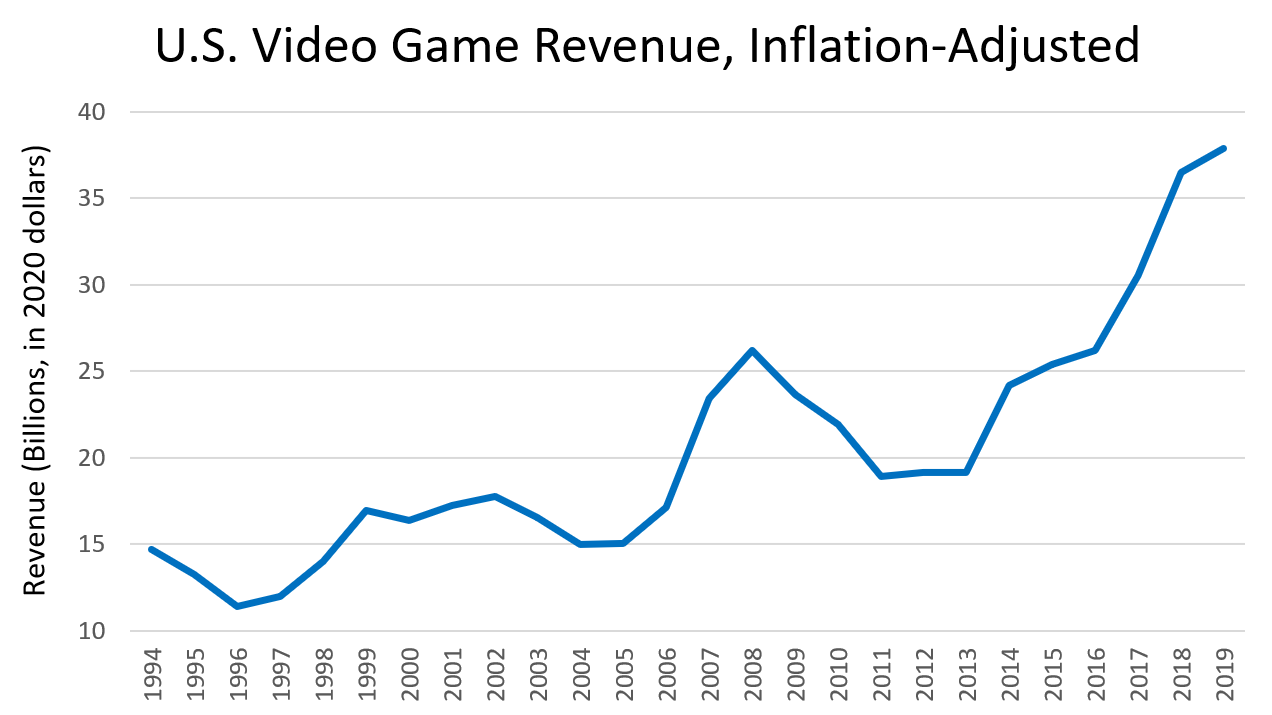 U.S. Video Game Revenue, Inflation-Adjusted
Revenue (Billions, in 2020 dollars)
40
35
30
25
20
15
10
1994 1995 1996 1997 1998 1999 2000 2001 2002 2003 2004 2005 2006 2007 2008 2009 2010 2011 2012 2013 2014 2015 2016 2017 2018 2019